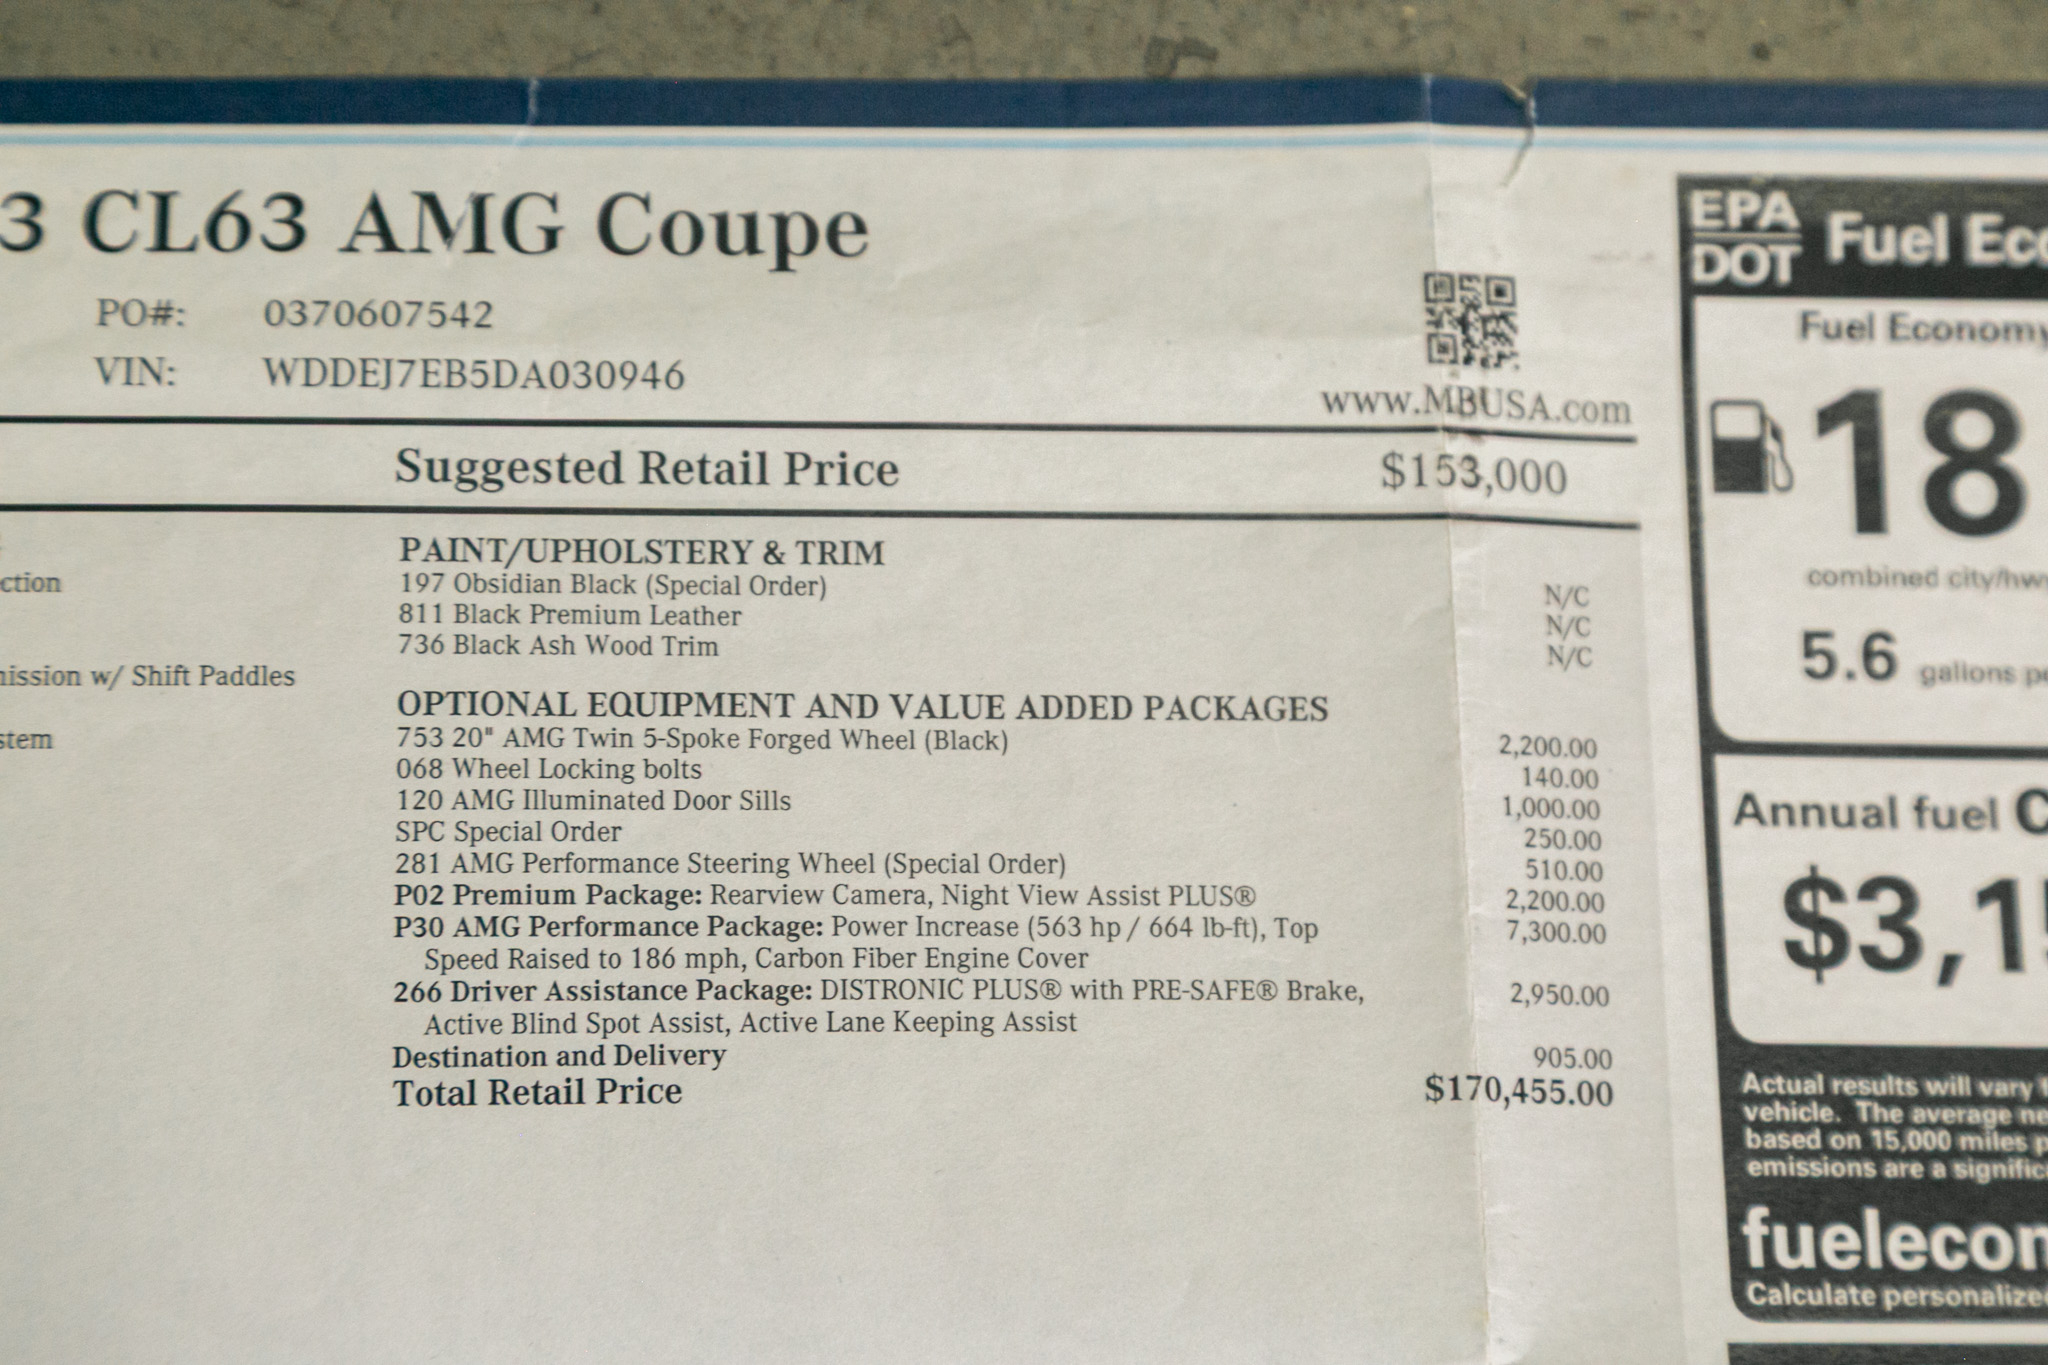 3 CL63 AMG Coupe
PO#: 0370607542
VIN: WDDEJ7EB5DA030946
www.MBUSA.com
Suggested Retail Price $153,000
ction
ission w/ Shift Paddles
stem
PAINT/UPHOLSTERY & TRIM
197 Obsidian Black (Special Order) N/C
811 Black Premium Leather N/C
736 Black Ash Wood Trim N/C
OPTIONAL EQUIPMENT AND VALUE ADDED PACKAGES
753 20" AMG Twin 5-Spoke Forged Wheel (Black) 2,200.00
068 Wheel Locking bolts 140.00
120 AMG Illuminated Door Sills 1,000.00
SPC Special Order 250.00
281 AMG Performance Steering Wheel (Special Order) 510.00
P02 Premium Package: Rearview Camera, Night View Assist PLUS® 2,200.00
P30 AMG Performance Package: Power Increase (563 hp / 664 lb-ft), Top 7,300.00
Speed Raised to 186 mph, Carbon Fiber Engine Cover
266 Driver Assistance Package: DISTRONIC PLUS® with PRE-SAFE® Brake, 2,950.00
Active Blind Spot Assist, Active Lane Keeping Assist
Destination and Delivery 905.00
Total Retail Price $170,455.00
EPA
DOT
Fuel Eco
Fuel Economy
18
combined city/hwy
5.6 gallons pe
Annual fuel C
$3,15
Actual results will vary f
vehicle. The average ne
based on 15,000 miles p
emissions are a signific
fuelecon
Calculate personalize